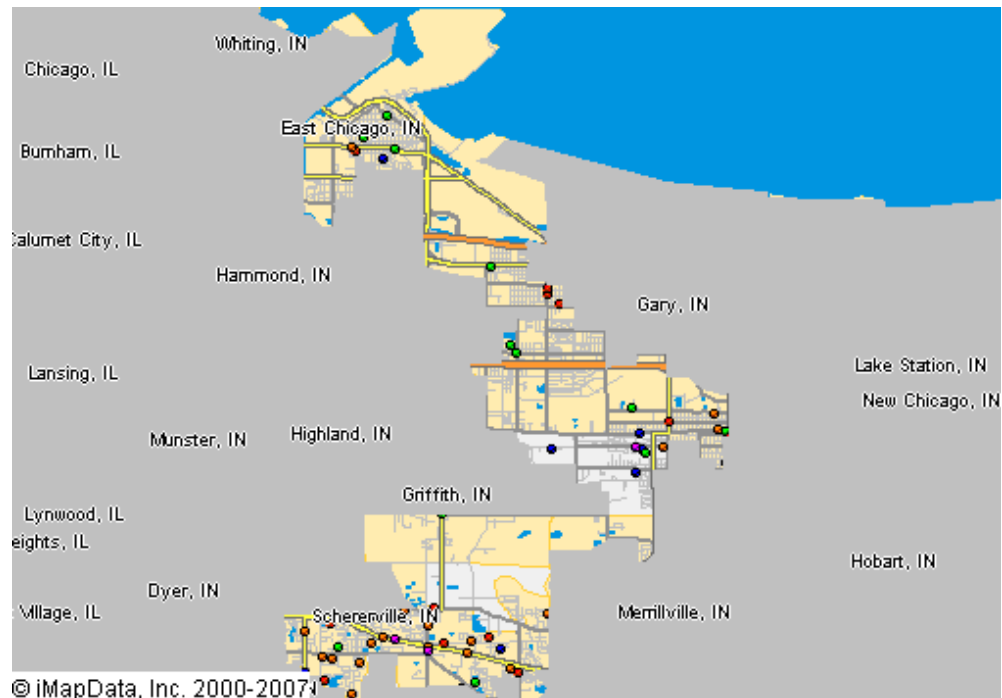 Whiting, IN
Chicago, IL
East Chicago, IN
Burnham, IL
Calumet City, IL
Hammond, IN
Gary, IN
Lake Station, IN
Lansing, IL
New Chicago, IN
Highland, IN
Munster, IN
Griffith, IN
Lynwood, IL
eights, IL
Hobart, IN
Dyer, IN
Village, IL
Schererville, IN
Merrillville, IN
© iMapData, Inc. 2000-2007